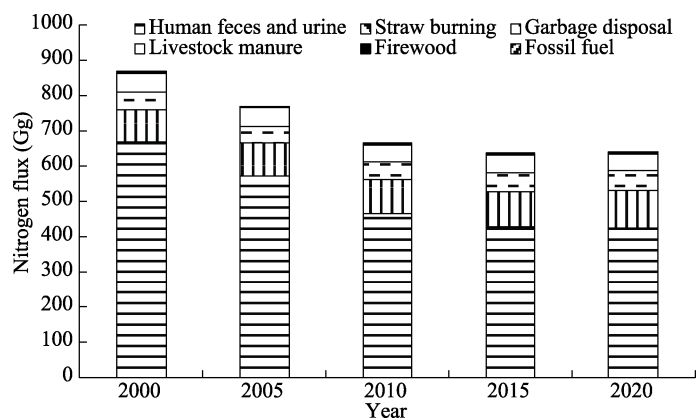 1000
900
800
700
600
500
400
300
200
100
0
Nitrogen flux (Gg)
Human feces and urine Straw burning Garbage disposal
Livestock manure Firewood Fossil fuel
2000 2005 2010 2015 2020
Year